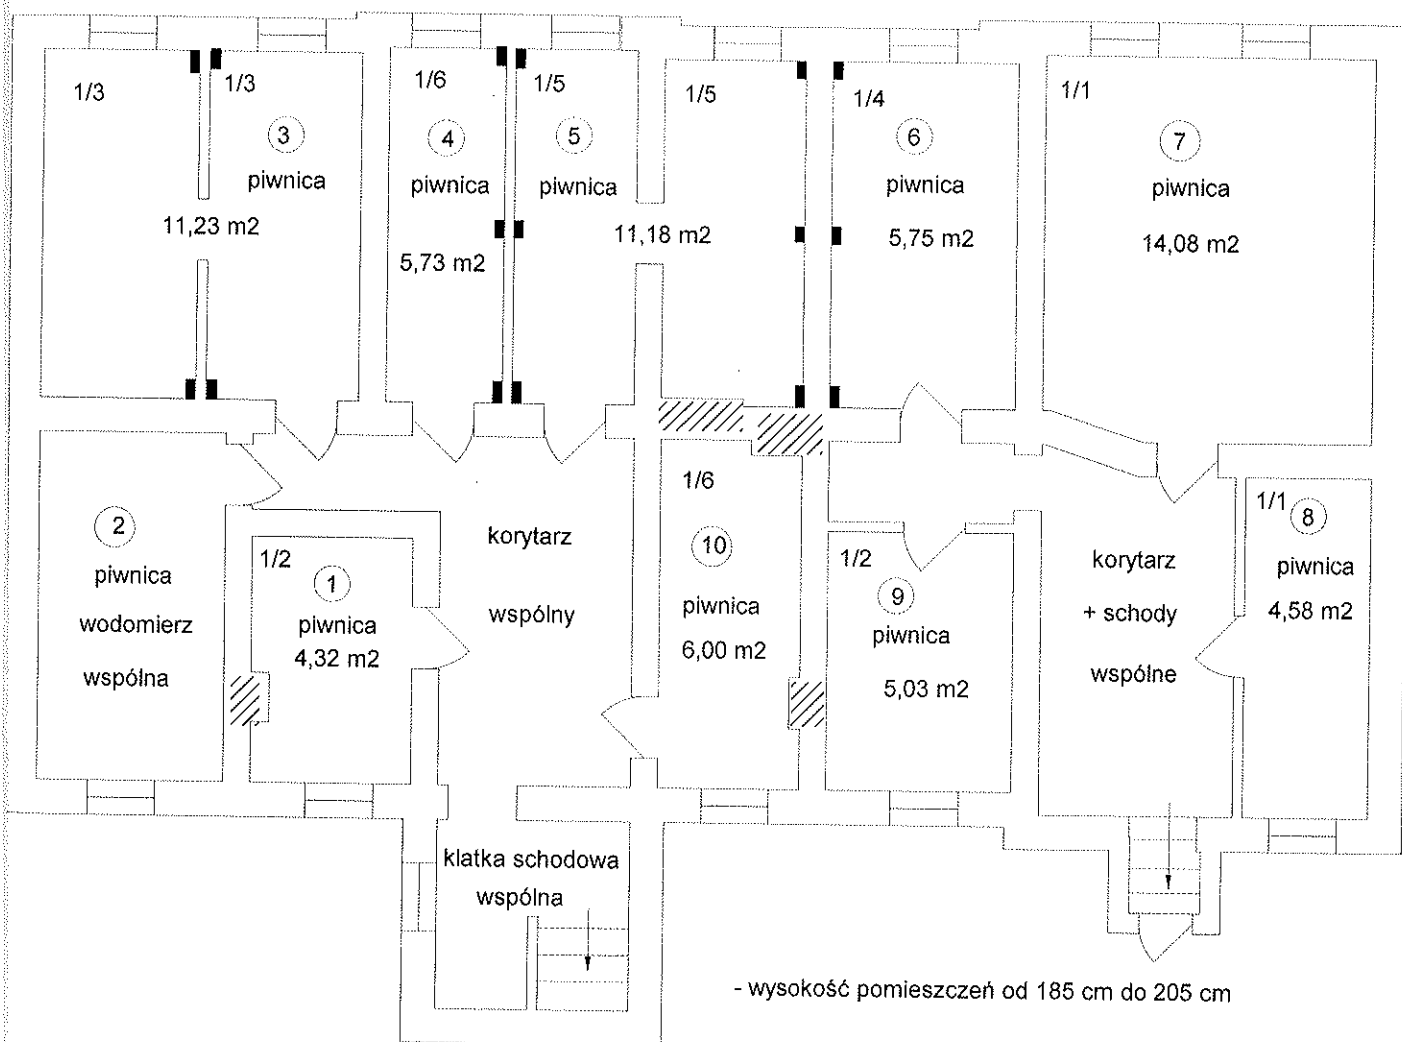 1/3
1/3
3
piwnica
11,23 m2
1/6
4
piwnica
5,73 m2
1/5
5
piwnica
1/5
11,18 m2
1/4
6
piwnica
5,75 m2
1/1
7
piwnica
14,08 m2
2
piwnica
wodomierz
wspólna
1/2
1
piwnica
4,32 m2
korytarz
wspólny
1/6
10
piwnica
6,00 m2
1/2
9
piwnica
5,03 m2
korytarz
+ schody
wspólne
1/1
8
piwnica
4,58 m2
klatka schodowa
wspólna
- wysokość pomieszczeń od 185 cm do 205 cm